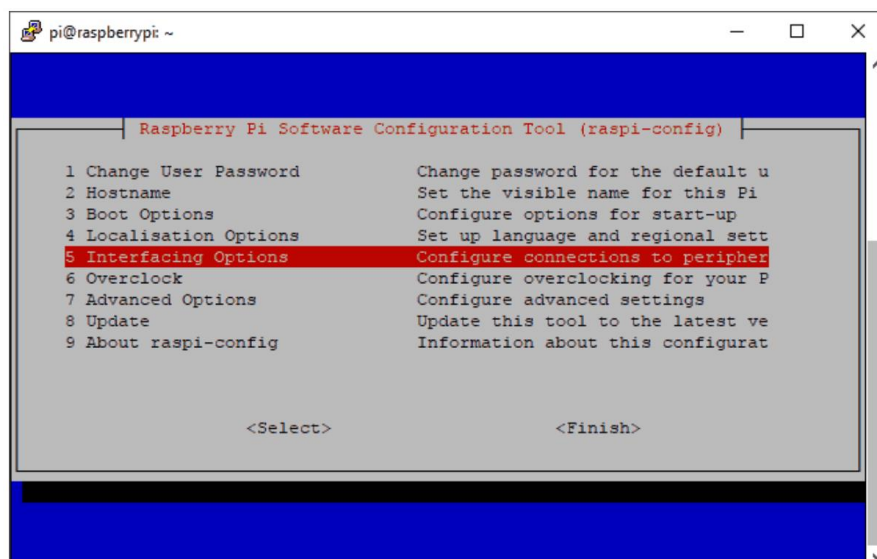 pi@raspberrypi: ~
Raspberry Pi Software Configuration Tool (raspi-config)
1 Change User Password Change password for the default u
2 Hostname Set the visible name for this Pi
3 Boot Options Configure options for start-up
4 Localisation Options Set up language and regional sett
5 Interfacing Options Configure connections to peripher
6 Overclock Configure overclocking for your P
7 Advanced Options Configure advanced settings
8 Update Update this tool to the latest ve
9 About raspi-config Information about this configurat
<Select> <Finish>